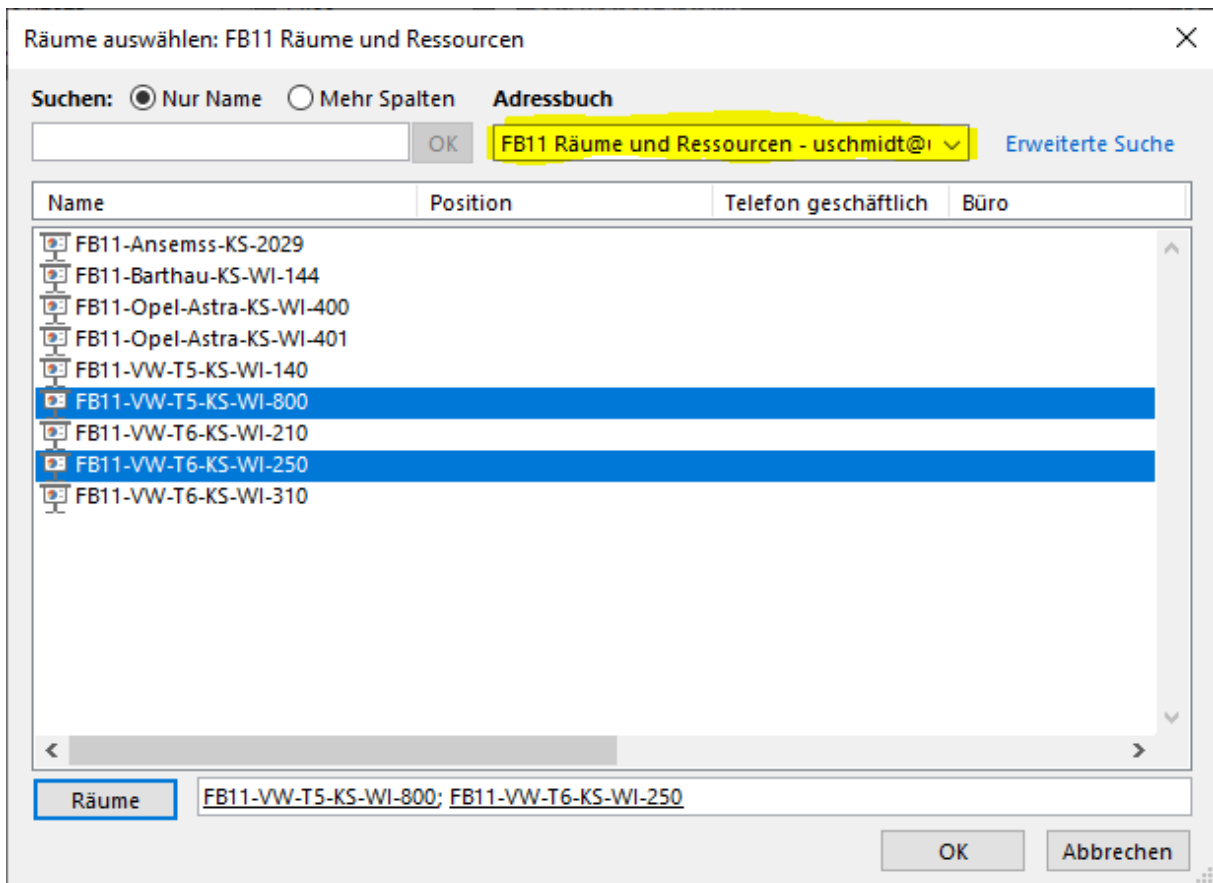 Räume auswählen: FB11 Räume und Ressourcen
Suchen: Nur Name Mehr Spalten Adressbuch
OK FB11 Räume und Ressourcen - uschmidt@ Erweiterte Suche
Name Position Telefon geschäftlich Büro
FB11-Ansemss-KS-2029
FB11-Barthau-KS-WI-144
FB11-Opel-Astra-KS-WI-400
FB11-Opel-Astra-KS-WI-401
FB11-VW-T5-KS-WI-140
FB11-VW-T5-KS-WI-800
FB11-VW-T6-KS-WI-210
FB11-VW-T6-KS-WI-250
FB11-VW-T6-KS-WI-310
Räume FB11-VW-T5-KS-WI-800; FB11-VW-T6-KS-WI-250
OK Abbrechen